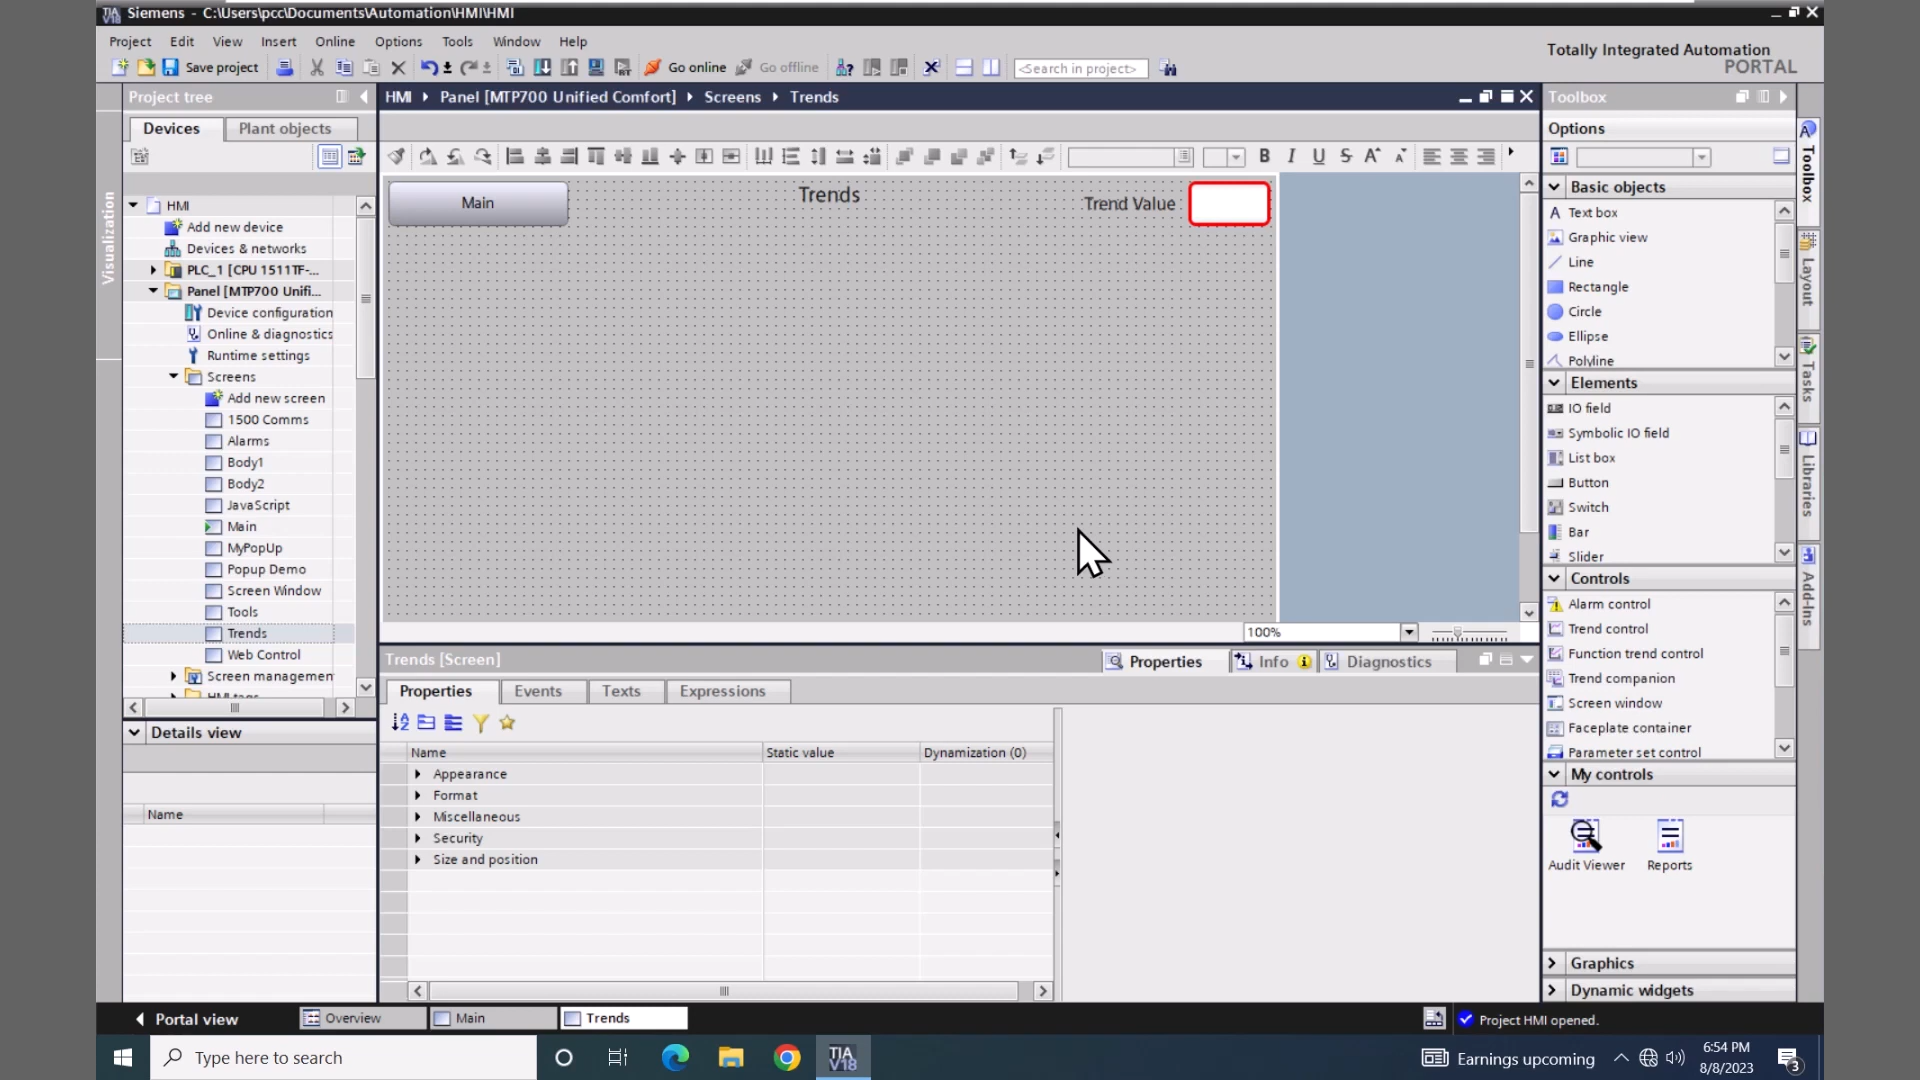 Siemens - C:\Users\pcc\Documents\Automation\HMI\HMI
Project Edit View Insert Online Options Tools Window Help
Totally Integrated Automation
PORTAL
Save project
Go online
Go offline
<Search in project>
Project tree
HMI Panel [MTP700 Unified Comfort] Screens Trends
Toolbox
Devices
Plant objects
Options
Visualization
HMI
Add new device
Devices & networks
PLC_1 [CPU 1511TF-...
Panel [MTP700 Unifi...
Device configuration
Online & diagnostics
Runtime settings
Screens
Add new screen
1500 Comms
Alarms
Body1
Body2
JavaScript
Main
MyPopUp
Popup Demo
Screen Window
Tools
Trends
Web Control
Screen managemen
HMI tags
Details view
Name
Main
Trends
Trend Value
100%
Trends [Screen]
Properties
Info
Diagnostics
Properties
Events
Texts
Expressions
Name
Static value
Dynamization (0)
Appearance
Format
Miscellaneous
Security
Size and position
Basic objects
Text box
Graphic view
Line
Rectangle
Circle
Ellipse
Polyline
Elements
IO field
Symbolic IO field
List box
Button
Switch
Bar
Slider
Controls
Alarm control
Trend control
Function trend control
Trend companion
Screen window
Faceplate container
Parameter set control
My controls
Audit Viewer
Reports
Graphics
Dynamic widgets
Toolbox
Layout
Tasks
Libraries
Add-Ins
Portal view
Overview
Main
Trends
Project HMI opened.
Type here to search
TIA
V18
Earnings upcoming
6:54 PM
8/8/2023
3